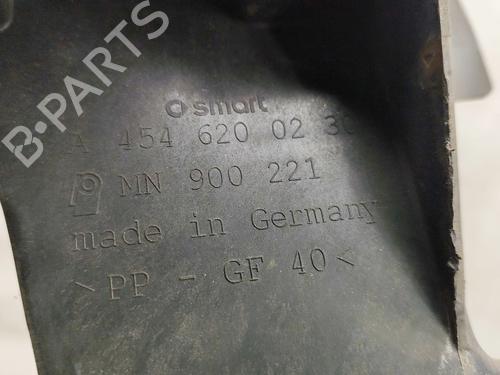 smart
A 454 620 02 30
MN 900 221
made in Germany
>PP - GF 40<
B-PARTS